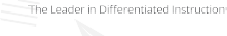 The Leader in Differentiated Instruction